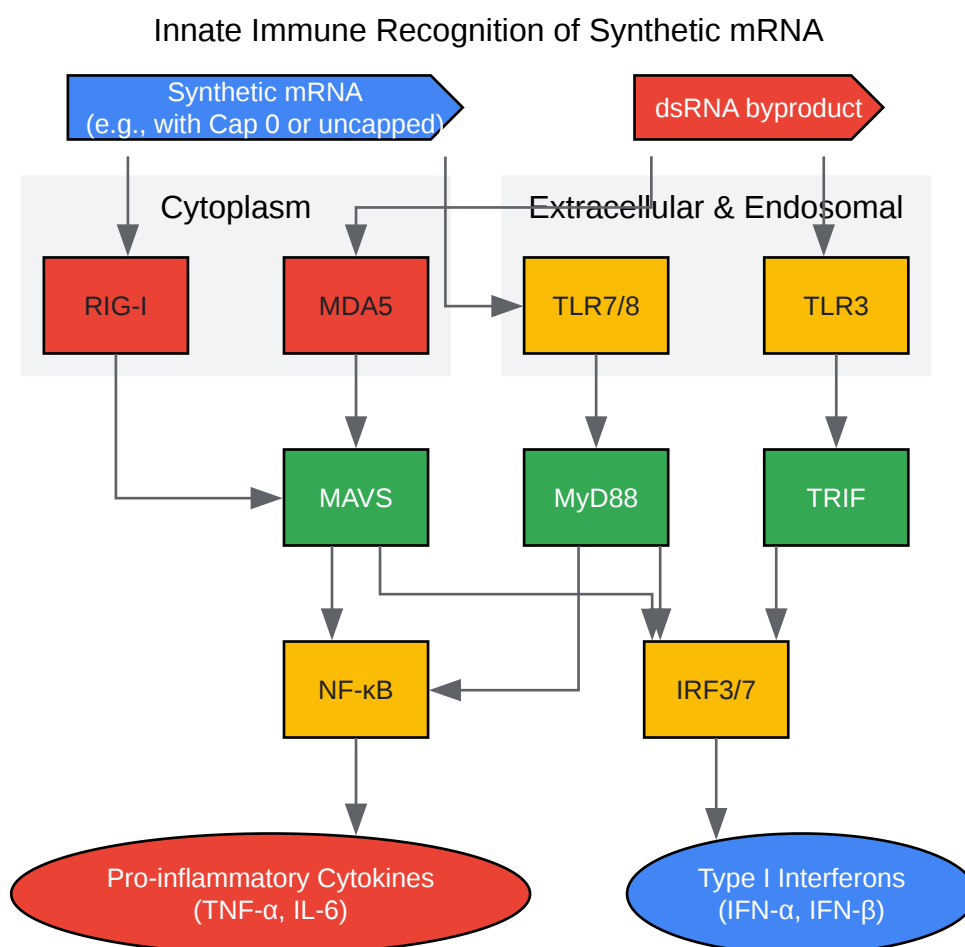 Innate Immune Recognition of Synthetic mRNA
Synthetic mRNA
(e.g., with Cap 0 or uncapped)
dsRNA byproduct
Cytoplasm
Extracellular & Endosomal
RIG-I
MDA5
TLR7/8
TLR3
MAVS
MyD88
TRIF
NF-κB
IRF3/7
Pro-inflammatory Cytokines
(TNF-α, IL-6)
Type I Interferons
(IFN-α, IFN-β)